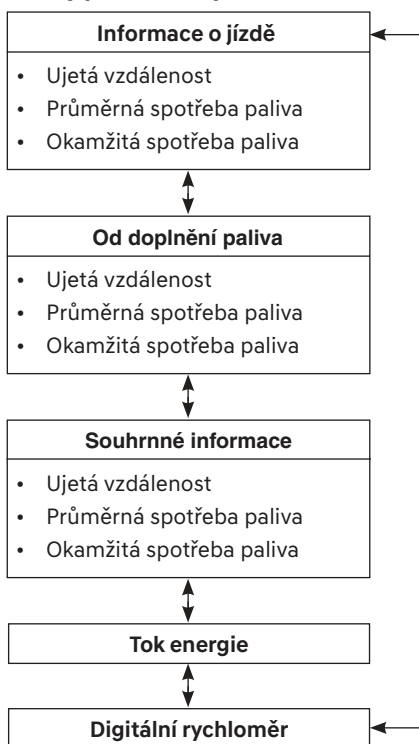 Informace o jízdě
• Ujetá vzdálenost
• Průměrná spotřeba paliva
• Okamžitá spotřeba paliva
Od doplnění paliva
• Ujetá vzdálenost
• Průměrná spotřeba paliva
• Okamžitá spotřeba paliva
Souhrnné informace
• Ujetá vzdálenost
• Průměrná spotřeba paliva
• Okamžitá spotřeba paliva
Tok energie
Digitální rychloměr